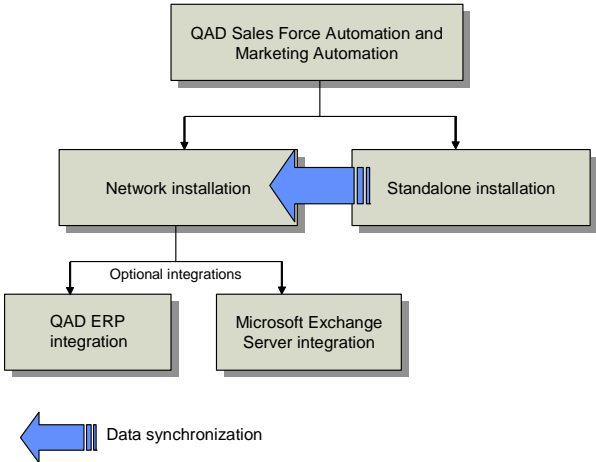 QAD Sales Force Automation and
Marketing Automation
Network installation
Standalone installation
Optional integrations
QAD ERP
integration
Microsoft Exchange
Server integration
Data synchronization